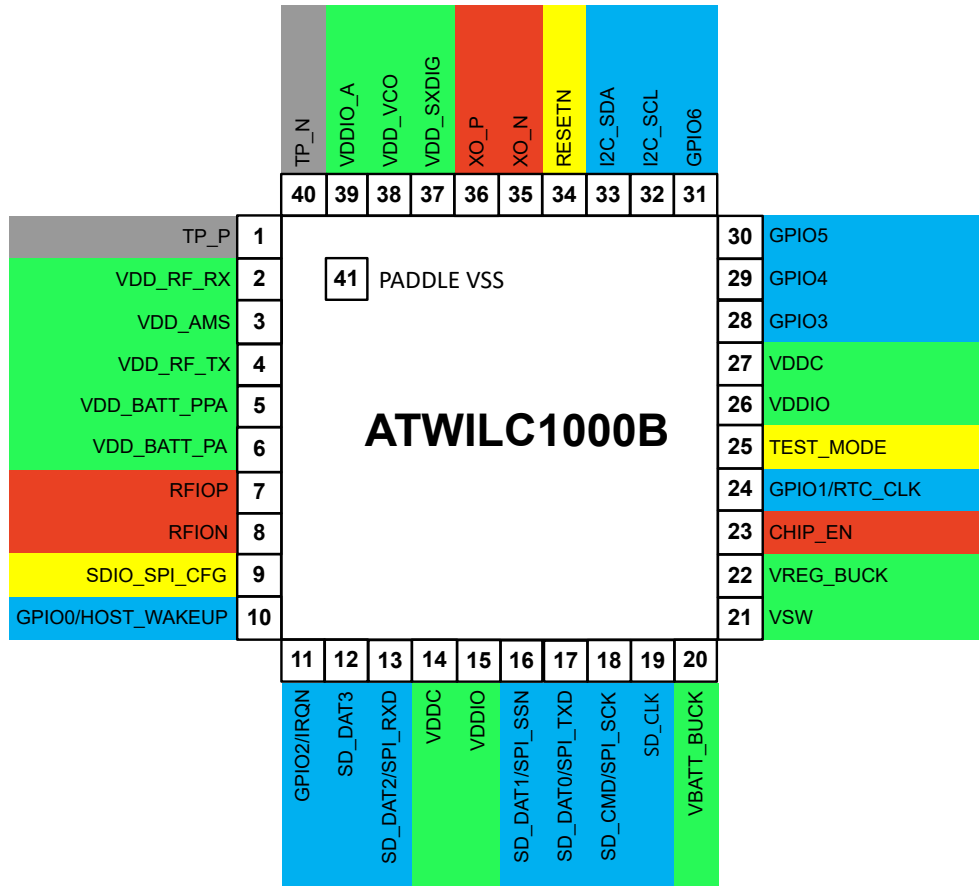 TP_N
VDDIO_A
VDD_VCO
VDD_SXDIG
XO_P
XO_N
RESETN
I2C_SDA
I2C_SCL
GPIO6
40 39 38 37 36 35 34 33 32 31
TP_P 1
VDD_RF_RX 2
VDD_AMS 3
VDD_RF_TX 4
VDD_BATT_PPA 5
VDD_BATT_PA 6
RFIOP 7
RFION 8
SDIO_SPI_CFG 9
GPIO0/HOST_WAKEUP 10
41 PADDLE VSS
ATWILC1000B
30 GPIO5
29 GPIO4
28 GPIO3
27 VDDC
26 VDDIO
25 TEST_MODE
24 GPIO1/RTC_CLK
23 CHIP_EN
22 VREG_BUCK
21 VSW
11 12 13 14 15 16 17 18 19 20
GPIO2/IRQN
SD_DAT3
SD_DAT2/SPI_RXD
VDDC
VDDIO
SD_DAT1/SPI_SSN
SD_DAT0/SPI_TXD
SD_CMD/SPI_SCK
SD_CLK
VBATT_BUCK